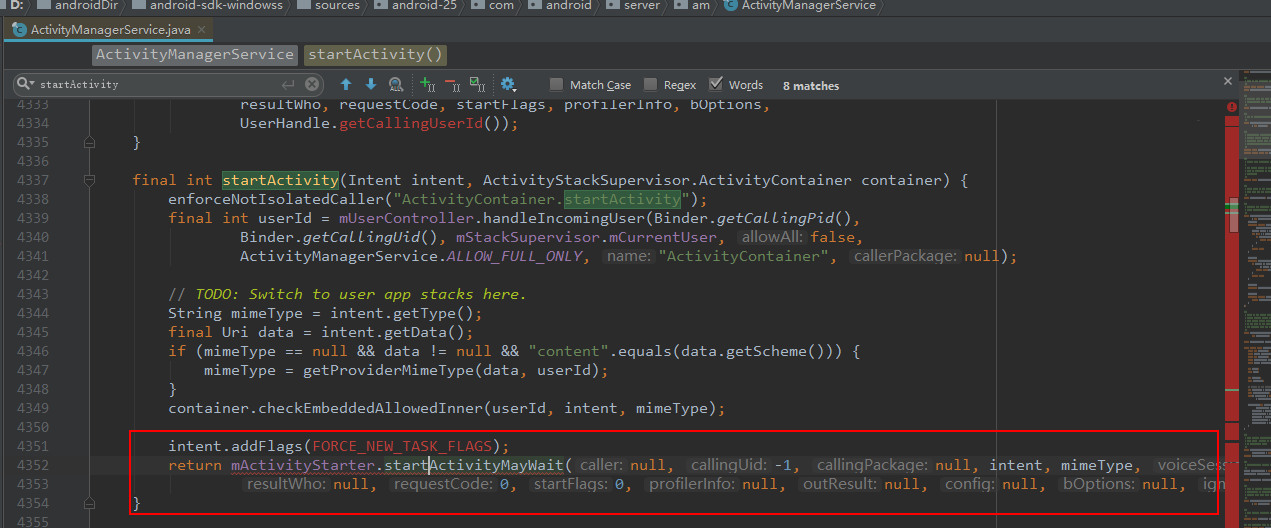 D: androidDir android-sdk-windowss sources android-25 com android server am ActivityManagerService
ActivityManagerService.java
ActivityManagerService startActivity()
startActivity Match Case Regex Words 8 matches
4333 resultWho, requestCode, startFlags, profilerInfo, bOptions,
4334 UserHandle.getCallingUserId());
4335 }
4336
4337 final int startActivity(Intent intent, ActivityStackSupervisor.ActivityContainer container) {
4338 enforceNotIsolatedCaller("ActivityContainer.startActivity");
4339 final int userId = mUserController.handleIncomingUser(Binder.getCallingPid(),
4340 Binder.getCallingUid(), mStackSupervisor.mCurrentUser, allowAll: false,
4341 ActivityManagerService.ALLOW_FULL_ONLY, name: "ActivityContainer", callerPackage: null);
4342
4343 // TODO: Switch to user app stacks here.
4344 String mimeType = intent.getType();
4345 final Uri data = intent.getData();
4346 if (mimeType == null && data != null && "content".equals(data.getScheme())) {
4347 mimeType = getProviderMimeType(data, userId);
4348 }
4349 container.checkEmbeddedAllowedInner(userId, intent, mimeType);
4350
4351 intent.addFlags(FORCE_NEW_TASK_FLAGS);
4352 return mActivityStarter.startActivityMayWait( caller: null, callingUid: -1, callingPackage: null, intent, mimeType, voiceSess
4353 resultWho: null, requestCode: 0, startFlags: 0, profilerInfo: null, outResult: null, config: null, bOptions: null, ign
4354 }
4355